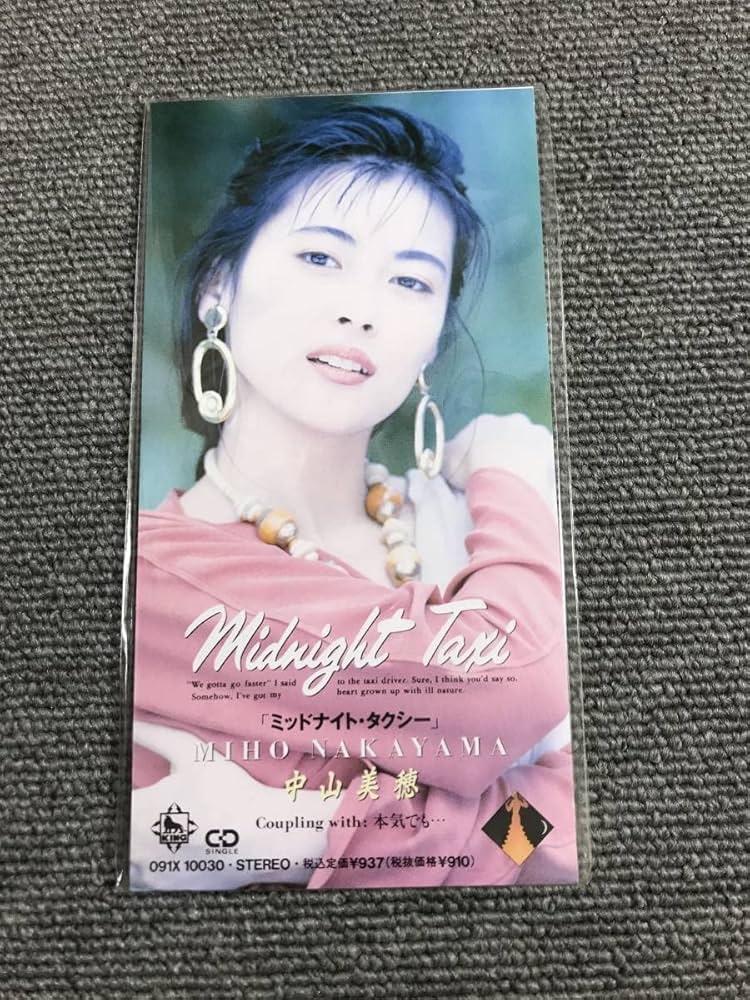 Midnight Taxi
"We gotta go faster" I said to the taxi driver. Sure, I think you'd say so.
Somehow, I've got my heart grown up with ill nature.
「ミッドナイト・タクシー」
MIHO NAKAYAMA
中山美穂
Coupling with: 本気でも…
KING
CD
SINGLE
091X 10030・STEREO・税込定価¥937(税抜価格¥910)